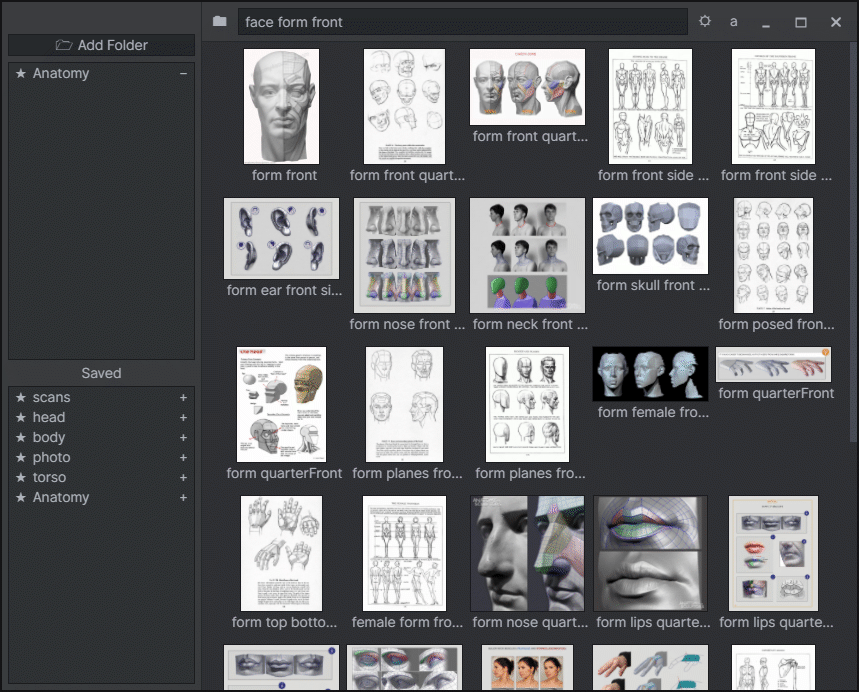 face form front
a
Add Folder
Anatomy
form front
form front quart...
form front quart...
form front side ...
form front side ...
form ear front si...
form nose front ...
form neck front ...
form skull front ...
form posed fron...
form quarterFront
form planes fro...
form planes fro...
form female fro...
form quarterFront
form top botto...
female form fro...
form nose quart...
form lips quarte...
form lips quarte...
Saved
scans
head
body
photo
torso
Anatomy